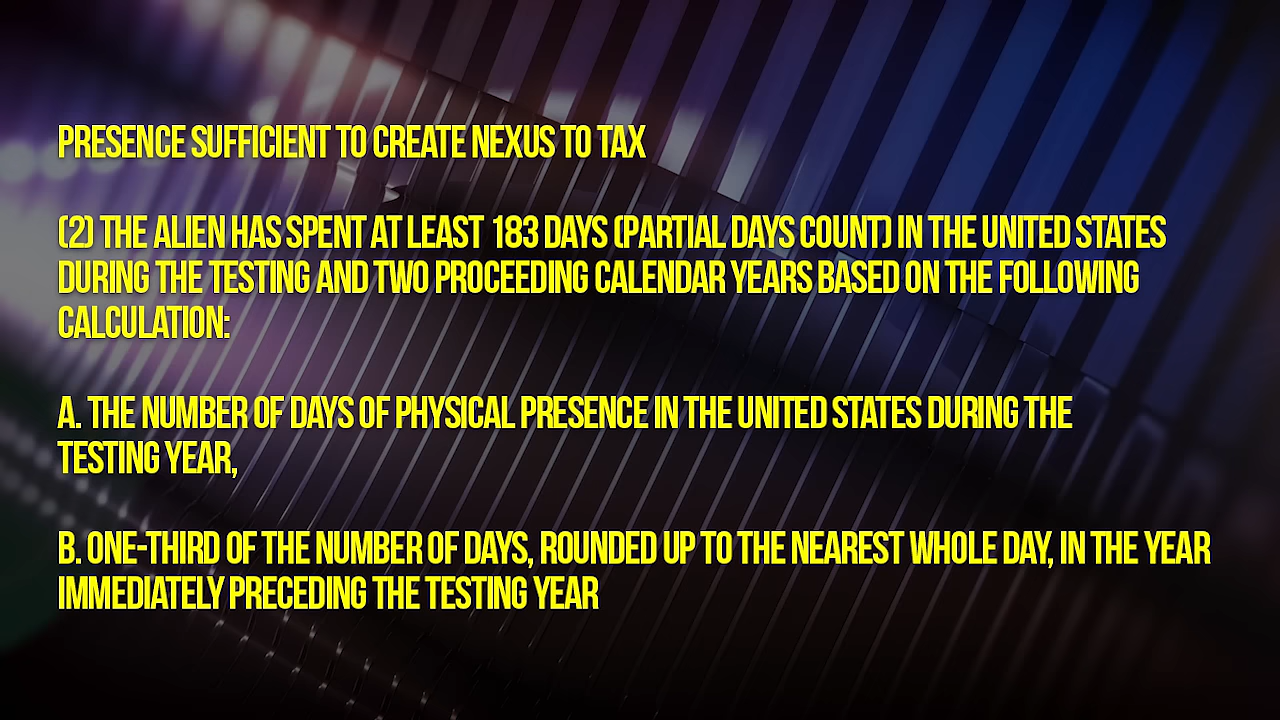 PRESENCE SUFFICIENT TO CREATE NEXUS TO TAX
(2) THE ALIEN HAS SPENT AT LEAST 183 DAYS (PARTIAL DAYS COUNT) IN THE UNITED STATES
DURING THE TESTING AND TWO PROCEEDING CALENDAR YEARS BASED ON THE FOLLOWING
CALCULATION:
A. THE NUMBER OF DAYS OF PHYSICAL PRESENCE IN THE UNITED STATES DURING THE
TESTING YEAR,
B. ONE-THIRD OF THE NUMBER OF DAYS, ROUNDED UP TO THE NEAREST WHOLE DAY, IN THE YEAR
IMMEDIATELY PRECEDING THE TESTING YEAR